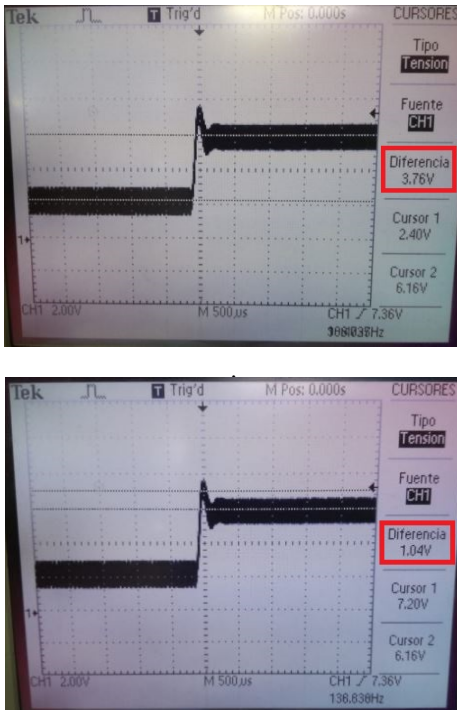 Tek T Trig'd M Pos: 0.000s CURSORES
Tipo
Tension
Fuente
CH1
Diferencia
3.76V
Cursor 1
2.40V
Cursor 2
6.16V
1
CH1 2.00V M 500µs CH1 7.36V
Tek T Trig'd M Pos: 0.000s CURSORES
Tipo
Tension
Fuente
CH1
Diferencia
1.04V
Cursor 1
7.20V
Cursor 2
6.16V
1
CH1 2.00V M 500µs CH1 7.36V
136.638Hz